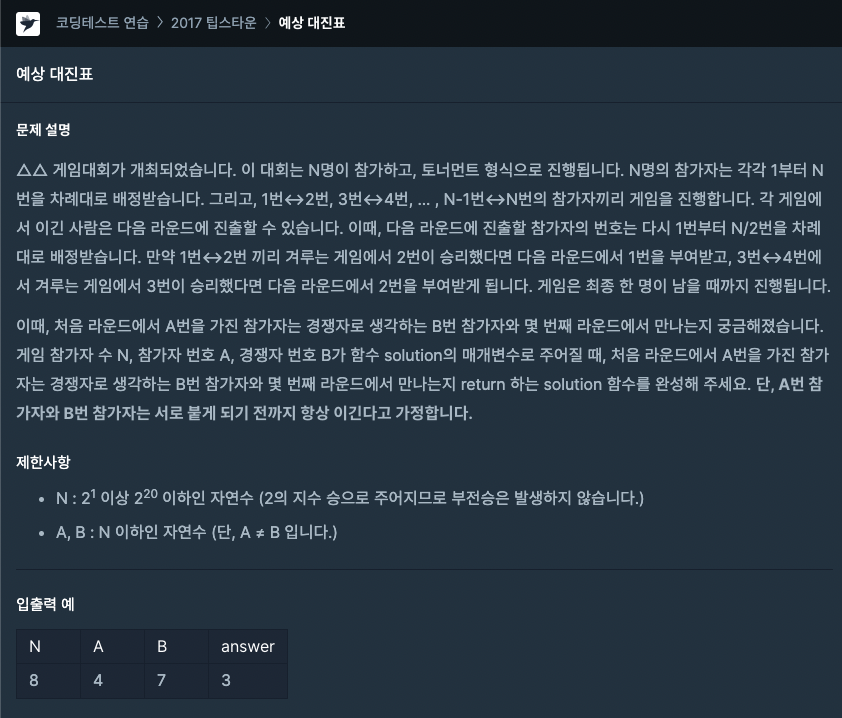 코딩테스트 연습 > 2017 팁스타운 > 예상 대진표
예상 대진표
문제 설명
△△ 게임대회가 개최되었습니다. 이 대회는 N명이 참가하고, 토너먼트 형식으로 진행됩니다. N명의 참가자는 각각 1부터 N
번을 차례대로 배정받습니다. 그리고, 1번↔2번, 3번↔4번, ... , N-1번↔N번의 참가자끼리 게임을 진행합니다. 각 게임에
서 이긴 사람은 다음 라운드에 진출할 수 있습니다. 이때, 다음 라운드에 진출할 참가자의 번호는 다시 1번부터 N/2번을 차례
대로 배정받습니다. 만약 1번↔2번 끼리 겨루는 게임에서 2번이 승리했다면 다음 라운드에서 1번을 부여받고, 3번↔4번에
서 겨루는 게임에서 3번이 승리했다면 다음 라운드에서 2번을 부여받게 됩니다. 게임은 최종 한 명이 남을 때까지 진행됩니다.
이때, 처음 라운드에서 A번을 가진 참가자는 경쟁자로 생각하는 B번 참가자와 몇 번째 라운드에서 만나는지 궁금해졌습니다.
게임 참가자 수 N, 참가자 번호 A, 경쟁자 번호 B가 함수 solution의 매개변수로 주어질 때, 처음 라운드에서 A번을 가진 참가
자는 경쟁자로 생각하는 B번 참가자와 몇 번째 라운드에서 만나는지 return 하는 solution 함수를 완성해 주세요. 단, A번 참
가자와 B번 참가자는 서로 붙게 되기 전까지 항상 이긴다고 가정합니다.
제한사항
• N : 2¹ 이상 2²⁰ 이하인 자연수 (2의 지수 승으로 주어지므로 부전승은 발생하지 않습니다.)
• A, B : N 이하인 자연수 (단, A ≠ B 입니다.)
입출력 예
N A B answer
8 4 7 3